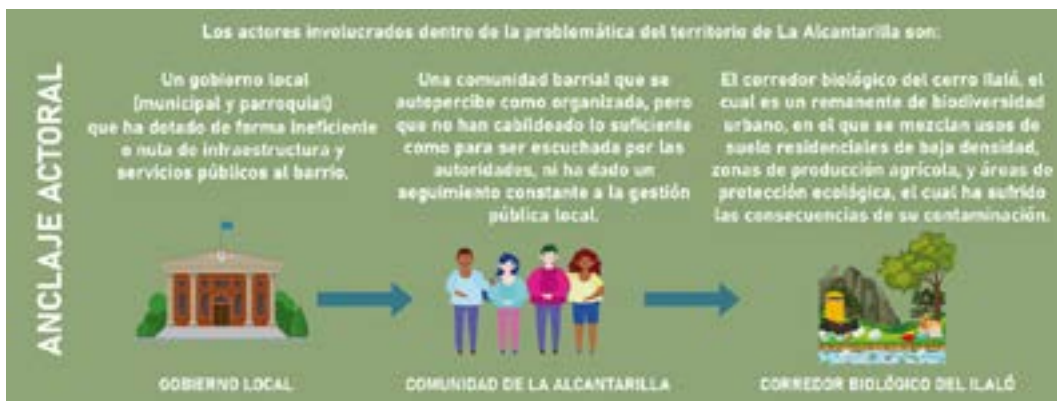 ANCLAJE ACTORAL
Los actores involucrados dentro de la problemática del territorio de La Alcantarilla son:
Un gobierno local
(municipal y parroquial)
que ha dotado de forma ineficiente
o nula de infraestructura y
servicios públicos al barrio.
Una comunidad barrial que se
autopercibe como organizada, pero
que no han cabildeado lo suficiente
como para ser escuchada por las
autoridades, ni ha dado un
seguimiento constante a la gestión
pública local.
El corredor biológico del cerro Ilaló, el
cual es un remanente de biodiversidad
urbano, en el que se mezclan usos de
suelo residenciales de baja densidad,
zonas de producción agrícola, y áreas de
protección ecológica, el cual ha sufrido
las consecuencias de su contaminación.
GOBIERNO LOCAL
COMUNIDAD DE LA ALCANTARILLA
CORREDOR BIOLÓGICO DEL ILALÓ